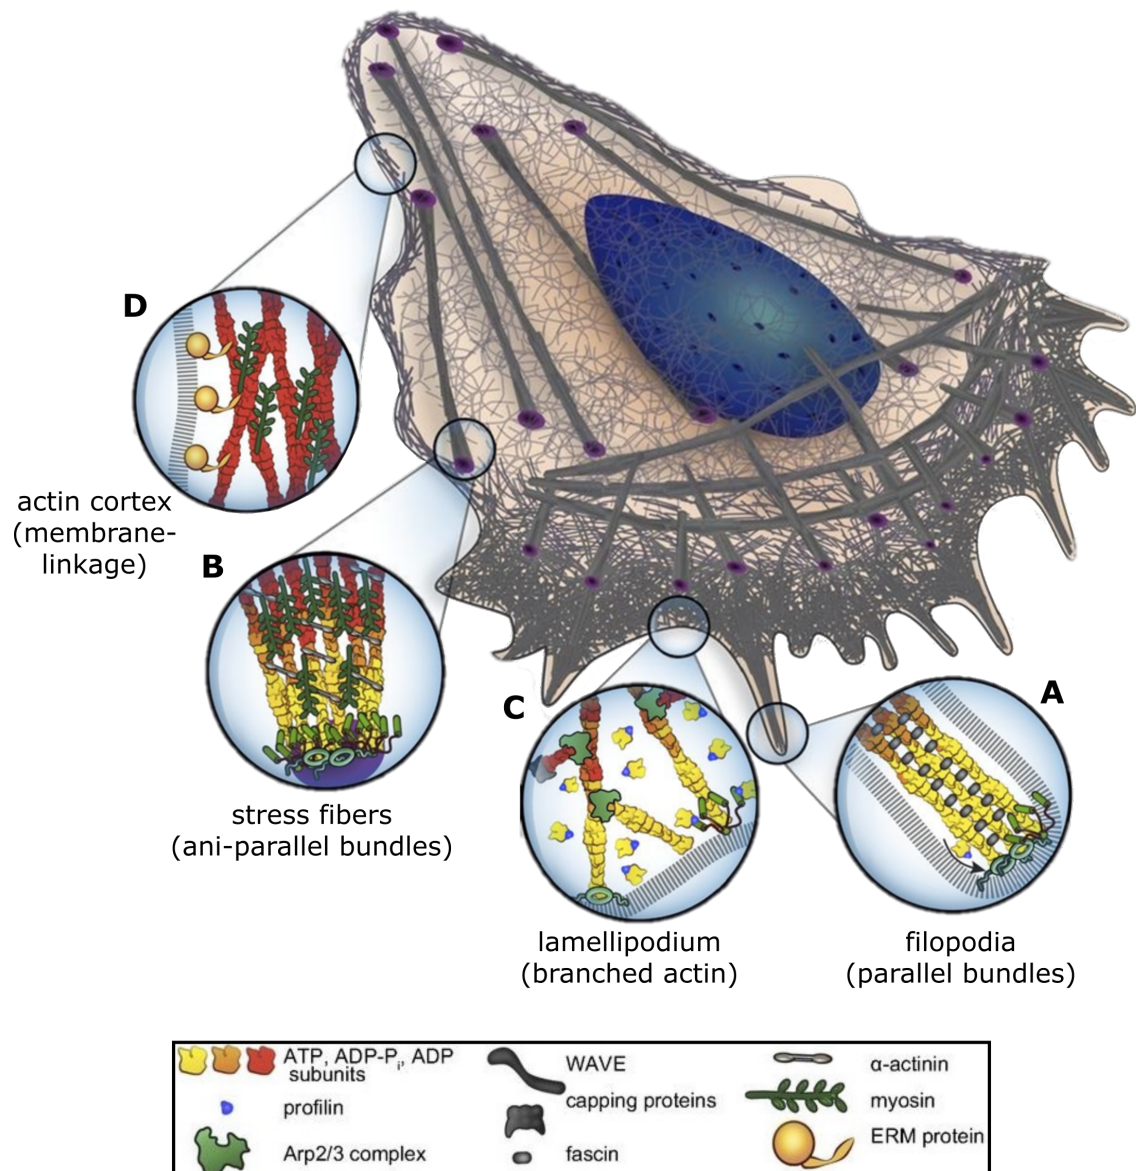 D
actin cortex
(membrane-
linkage)
B
stress fibers
(ani-parallel bundles)
C
lamellipodium
(branched actin)
A
filopodia
(parallel bundles)
ATP, ADP-Pi, ADP
subunits
profilin
Arp2/3 complex
WAVE
capping proteins
fascin
α-actinin
myosin
ERM protein